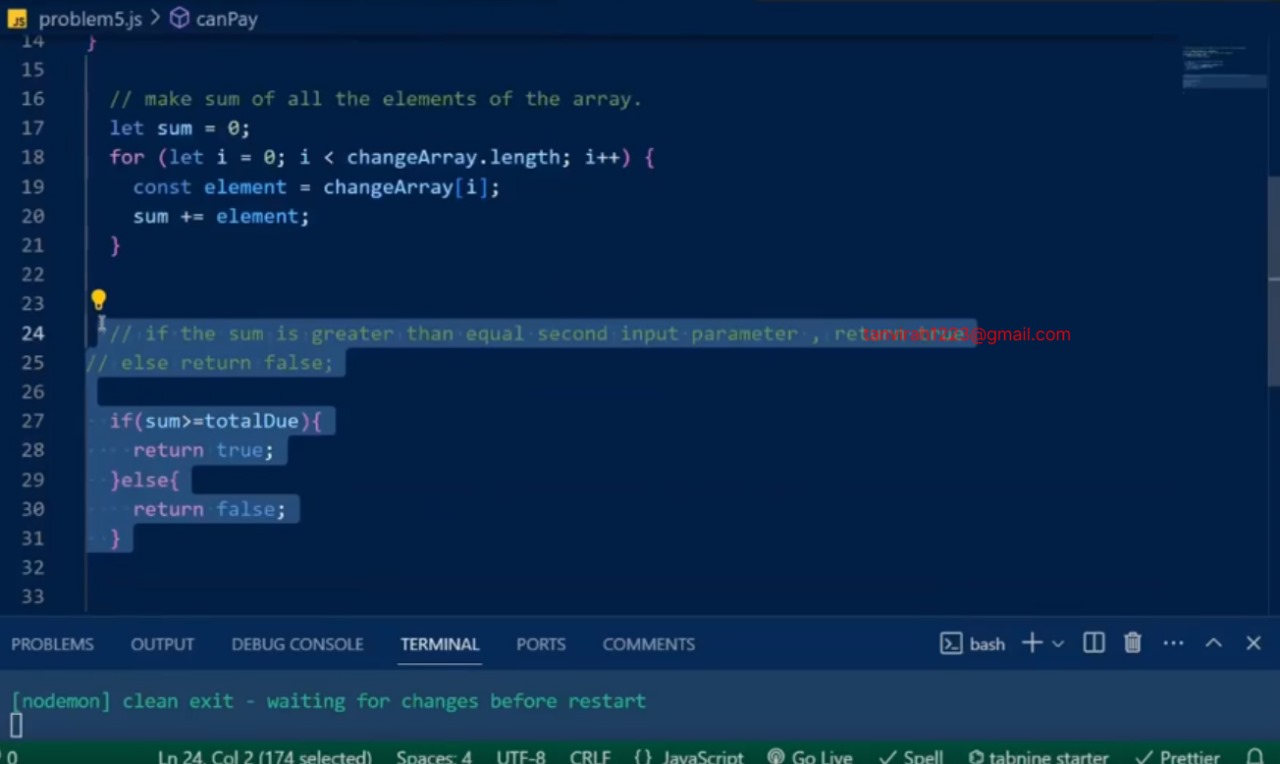 JS problem5.js > canPay
14 }
15
16 // make sum of all the elements of the array.
17 let sum = 0;
18 for (let i = 0; i < changeArray.length; i++) {
19 const element = changeArray[i];
20 sum += element;
21 }
22
23
24 // if the sum is greater than equal second input parameter , return true
@gmail.com
25 // else return false;
26
27 if(sum>=totalDue){
28 return true;
29 }else{
30 return false;
31 }
32
33
PROBLEMS OUTPUT DEBUG CONSOLE TERMINAL PORTS COMMENTS bash
[nodemon] clean exit - waiting for changes before restart
0 Ln 24, Col 2 (174 selected) Spaces: 4 UTF-8 CRLF {} JavaScript Go Live Spell tabnine starter Prettier